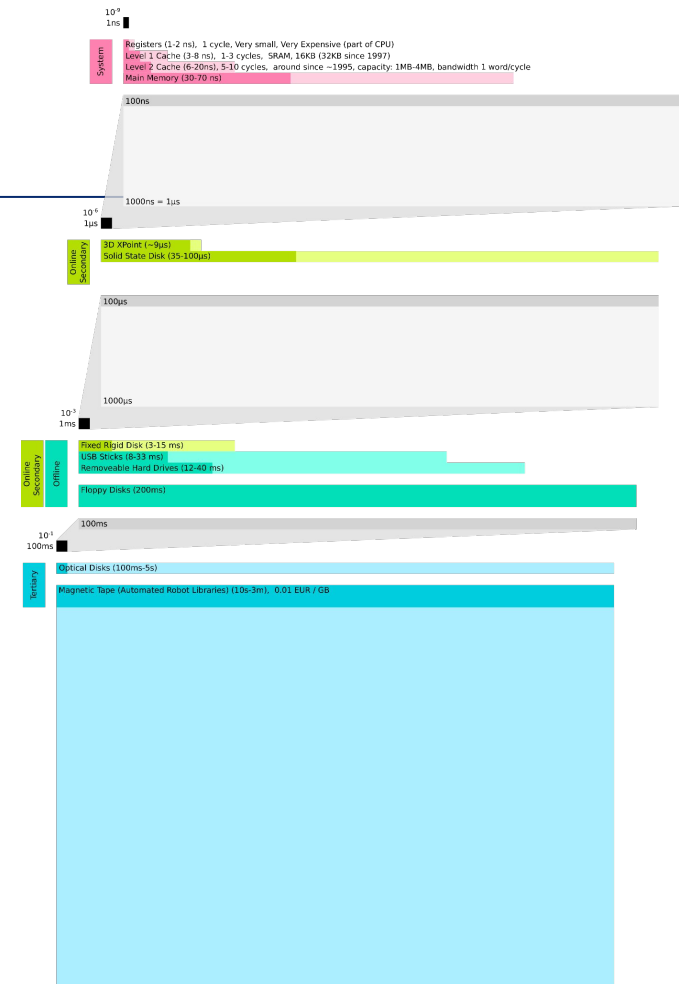 10⁻⁹
1ns
System
Registers (1-2 ns), 1 cycle, Very small, Very Expensive (part of CPU)
Level 1 Cache (3-8 ns), 1-3 cycles, SRAM, 16KB (32KB since 1997)
Level 2 Cache (6-20ns), 5-10 cycles, around since ~1995, capacity: 1MB-4MB, bandwidth 1 word/cycle
Main Memory (30-70 ns)
100ns
1000ns = 1µs
10⁻⁶
1µs
Online
Secondary
3D XPoint (~9µs)
Solid State Disk (35-100µs)
100µs
1000µs
10⁻³
1ms
Online
Secondary
Offline
Fixed Rigid Disk (3-15 ms)
USB Sticks (8-33 ms)
Removeable Hard Drives (12-40 ms)
Floppy Disks (200ms)
100ms
10⁻¹
100ms
Tertiary
Optical Disks (100ms-5s)
Magnetic Tape (Automated Robot Libraries) (10s-3m), 0.01 EUR / GB